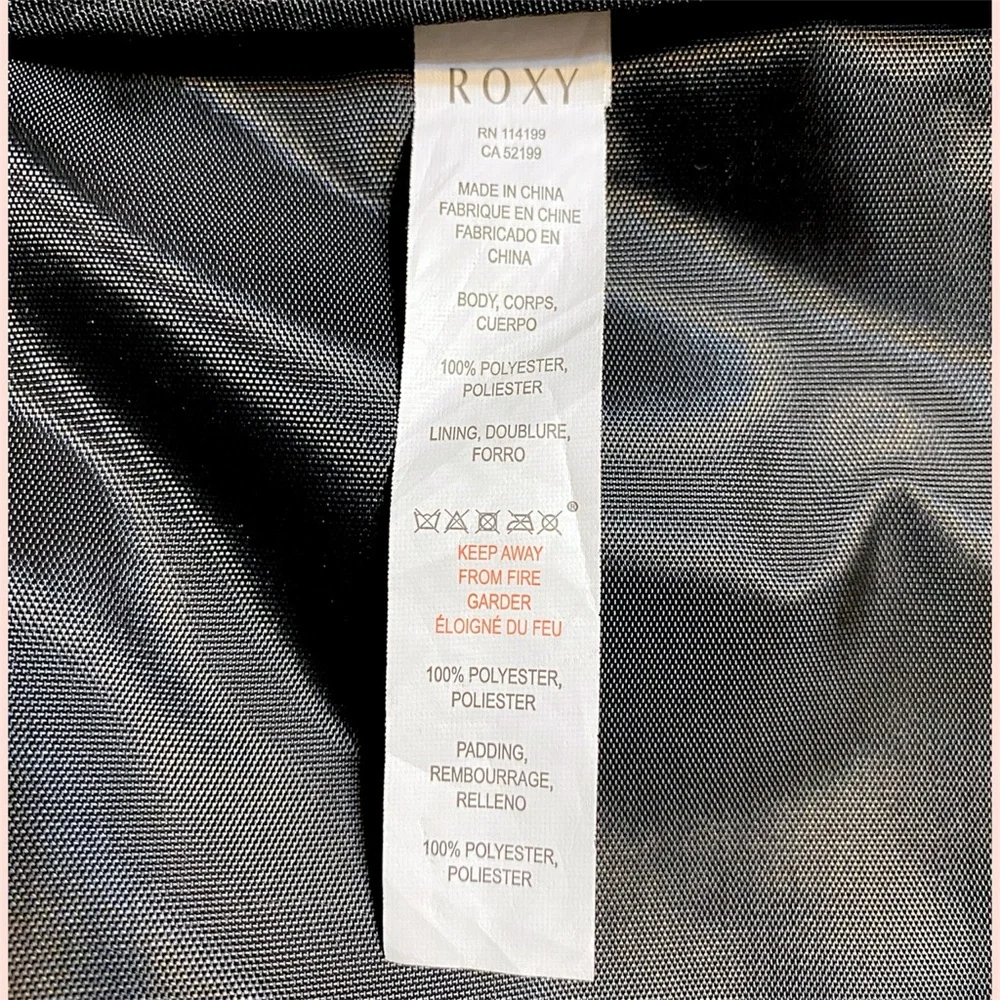 ROXY
RN 114199
CA 52199
MADE IN CHINA
FABRIQUE EN CHINE
FABRICADO EN
CHINA
BODY, CORPS,
CUERPO
100% POLYESTER,
POLIESTER
LINING, DOUBLURE,
FORRO
®
KEEP AWAY
FROM FIRE
GARDER
ÉLOIGNÉ DU FEU
100% POLYESTER,
POLIESTER
PADDING,
REMBOURRAGE,
RELLENO
100% POLYESTER,
POLIESTER